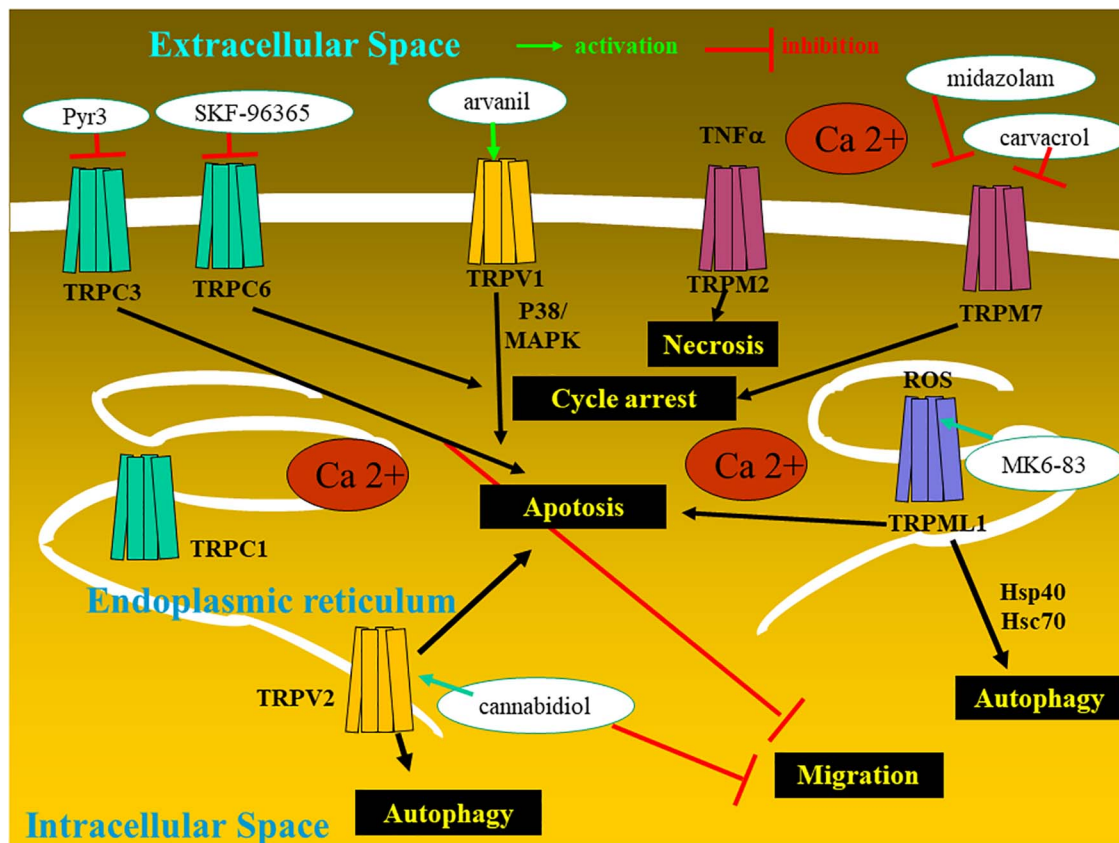 Extracellular Space
activation
inhibition
midazolam
Pyr3
SKF-96365
arvanil
TNFα
Ca 2+
carvacrol
TRPC3
TRPC6
TRPV1
TRPM2
TRPM7
P38/
MAPK
Necrosis
Cycle arrest
ROS
Ca 2+
Ca 2+
MK6-83
Apotosis
TRPML1
TRPC1
Endoplasmic reticulum
Hsp40
Hsc70
TRPV2
cannabidiol
Autophagy
Migration
Autophagy
Intracellular Space